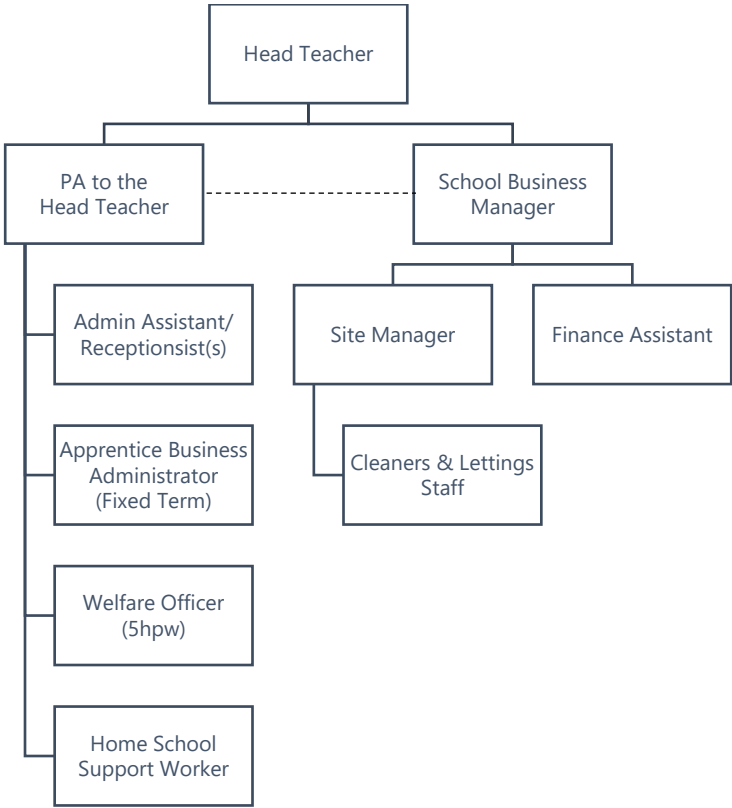 Head Teacher
PA to the
Head Teacher
School Business
Manager
Admin Assistant/
Receptionsist(s)
Site Manager
Finance Assistant
Apprentice Business
Administrator
(Fixed Term)
Cleaners & Lettings
Staff
Welfare Officer
(5hpw)
Home School
Support Worker